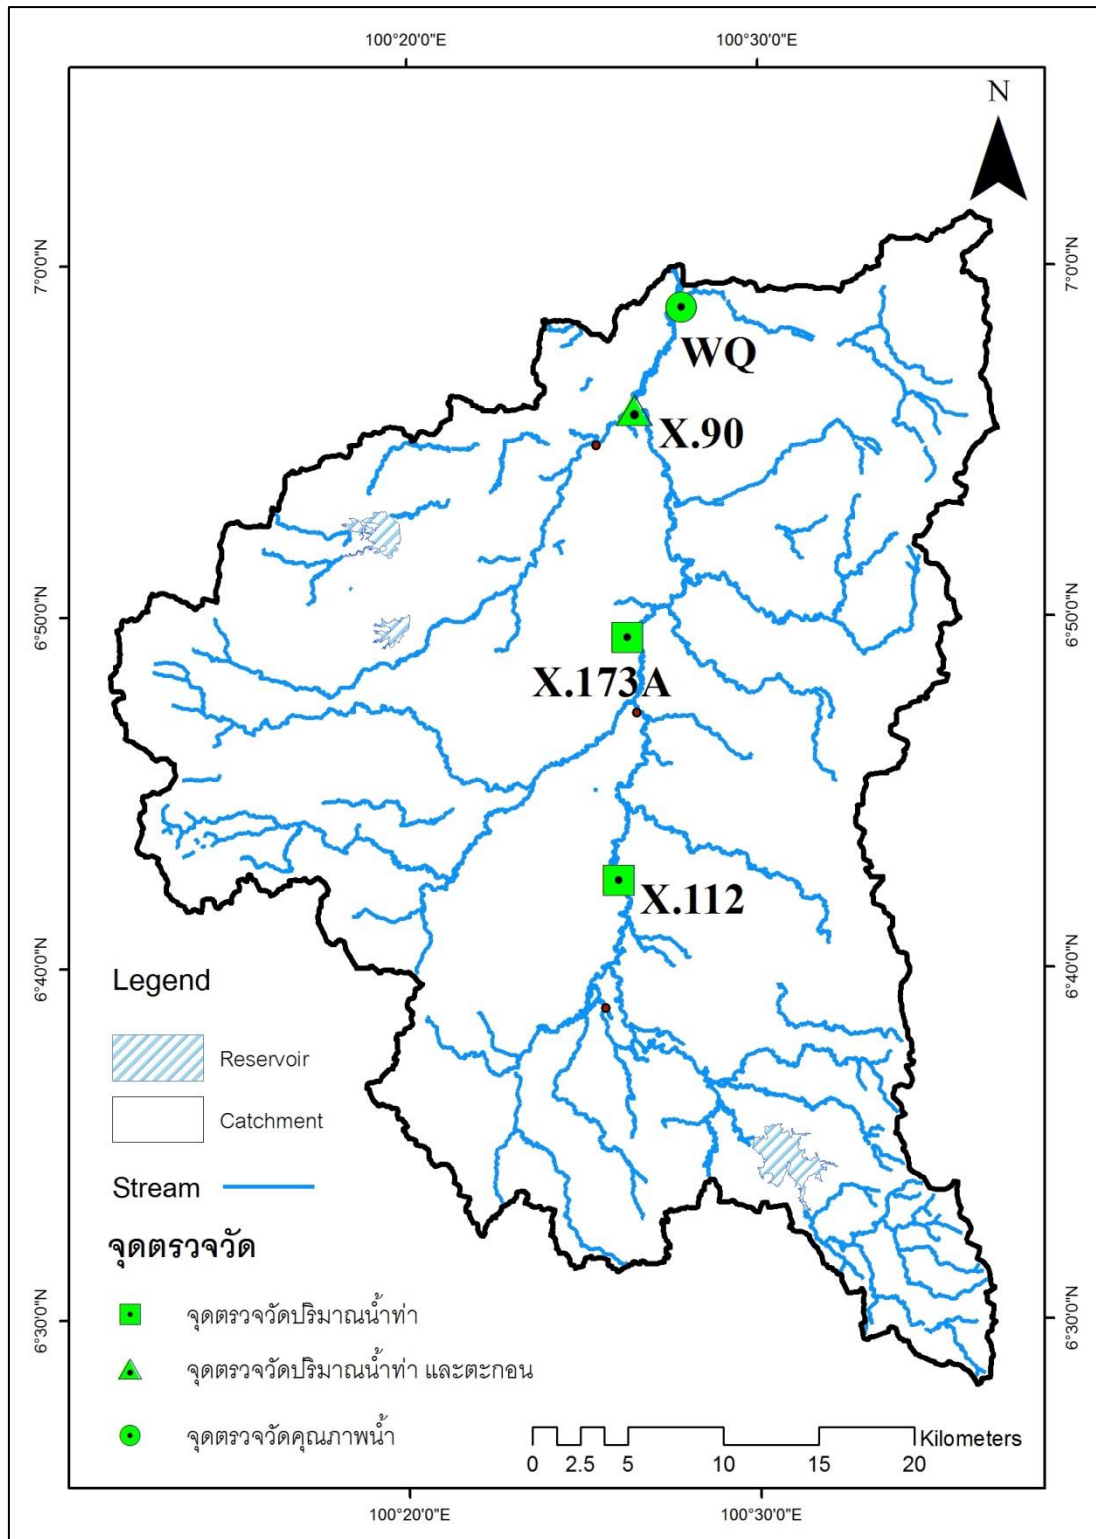 100°20'0"E 100°30'0"E
N
7°0'0"N 7°0'0"N
WQ
X.90
6°50'0"N 6°50'0"N
X.173A
X.112
6°40'0"N 6°40'0"N
Legend
Reservoir
Catchment
Stream
จุดตรวจวัด
6°30'0"N 6°30'0"N
จุดตรวจวัดปริมาณน้ำท่า
จุดตรวจวัดปริมาณน้ำท่า และตะกอน
จุดตรวจวัดคุณภาพน้ำ
Kilometers
0 2.5 5 10 15 20
100°20'0"E 100°30'0"E